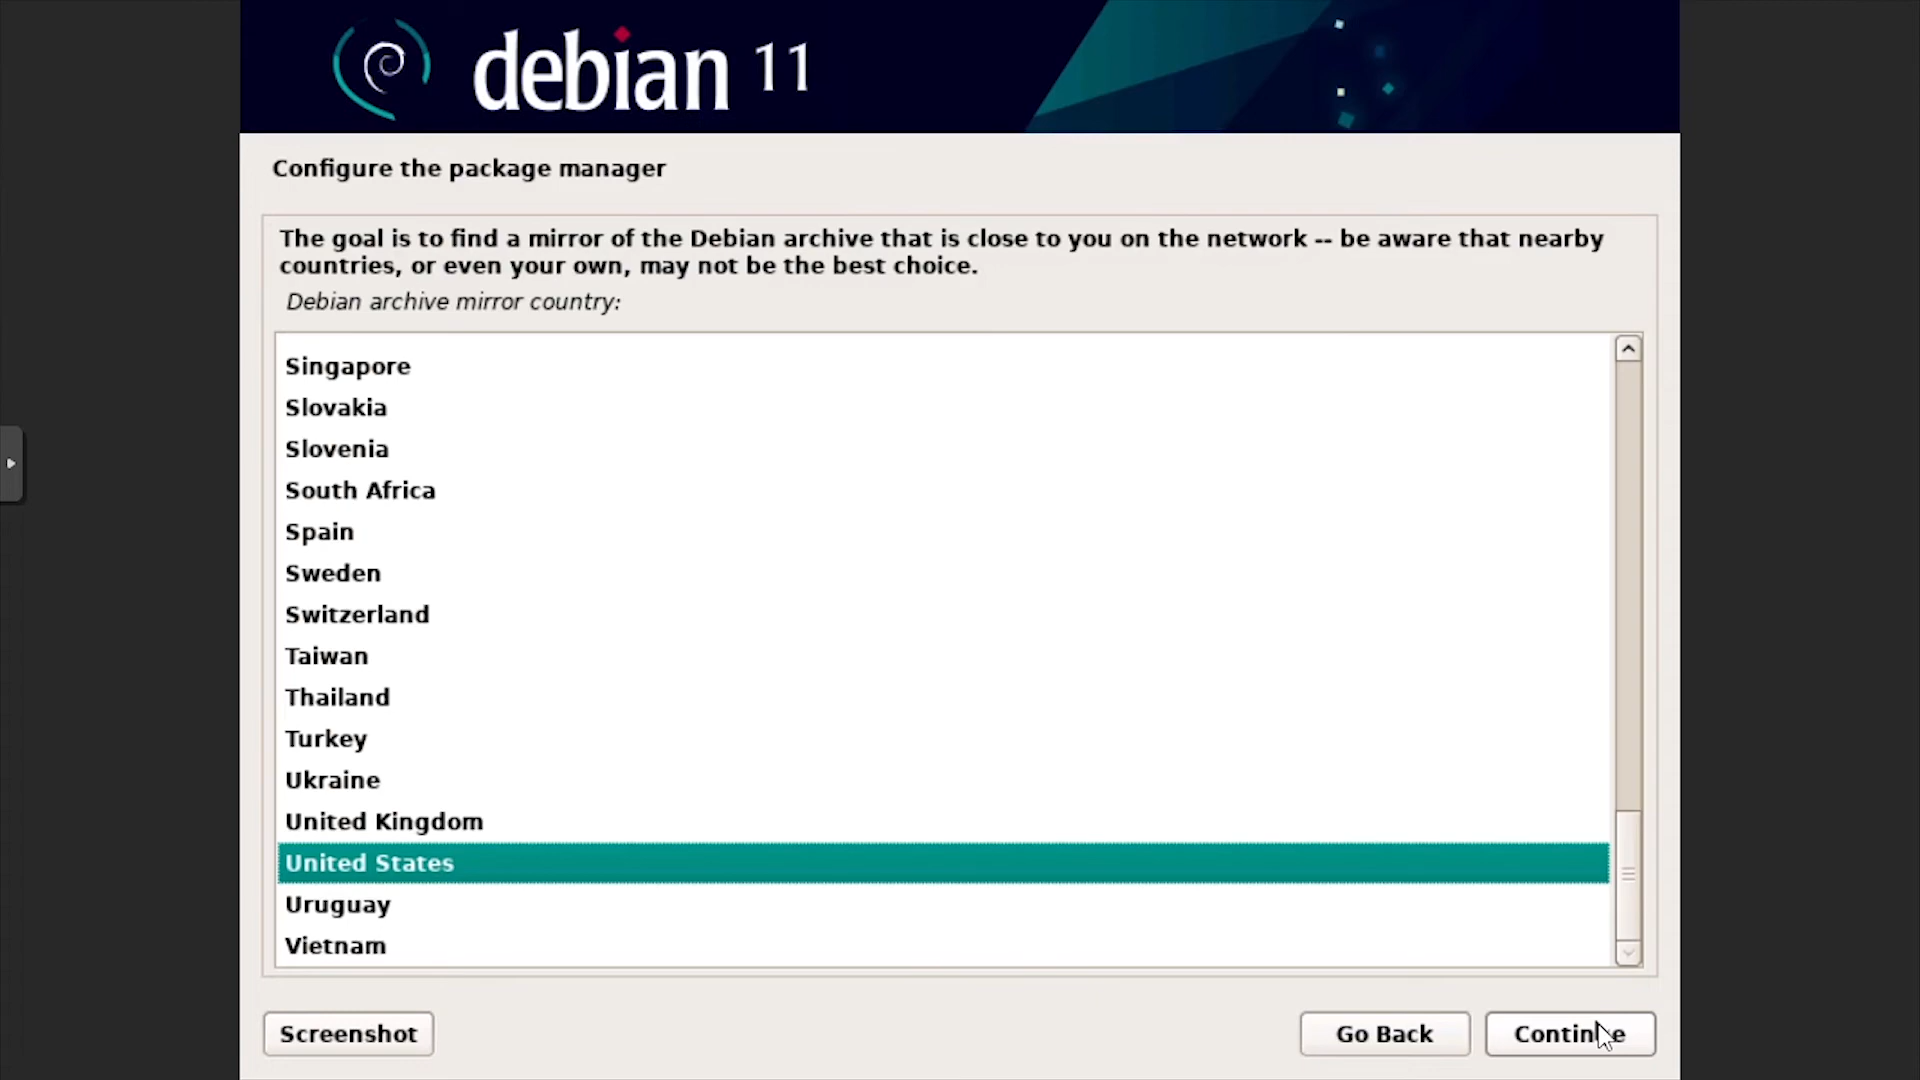 debian 11
Configure the package manager
The goal is to find a mirror of the Debian archive that is close to you on the network -- be aware that nearby
countries, or even your own, may not be the best choice.
Debian archive mirror country:
Singapore
Slovakia
Slovenia
South Africa
Spain
Sweden
Switzerland
Taiwan
Thailand
Turkey
Ukraine
United Kingdom
United States
Uruguay
Vietnam
Screenshot
Go Back
Continue